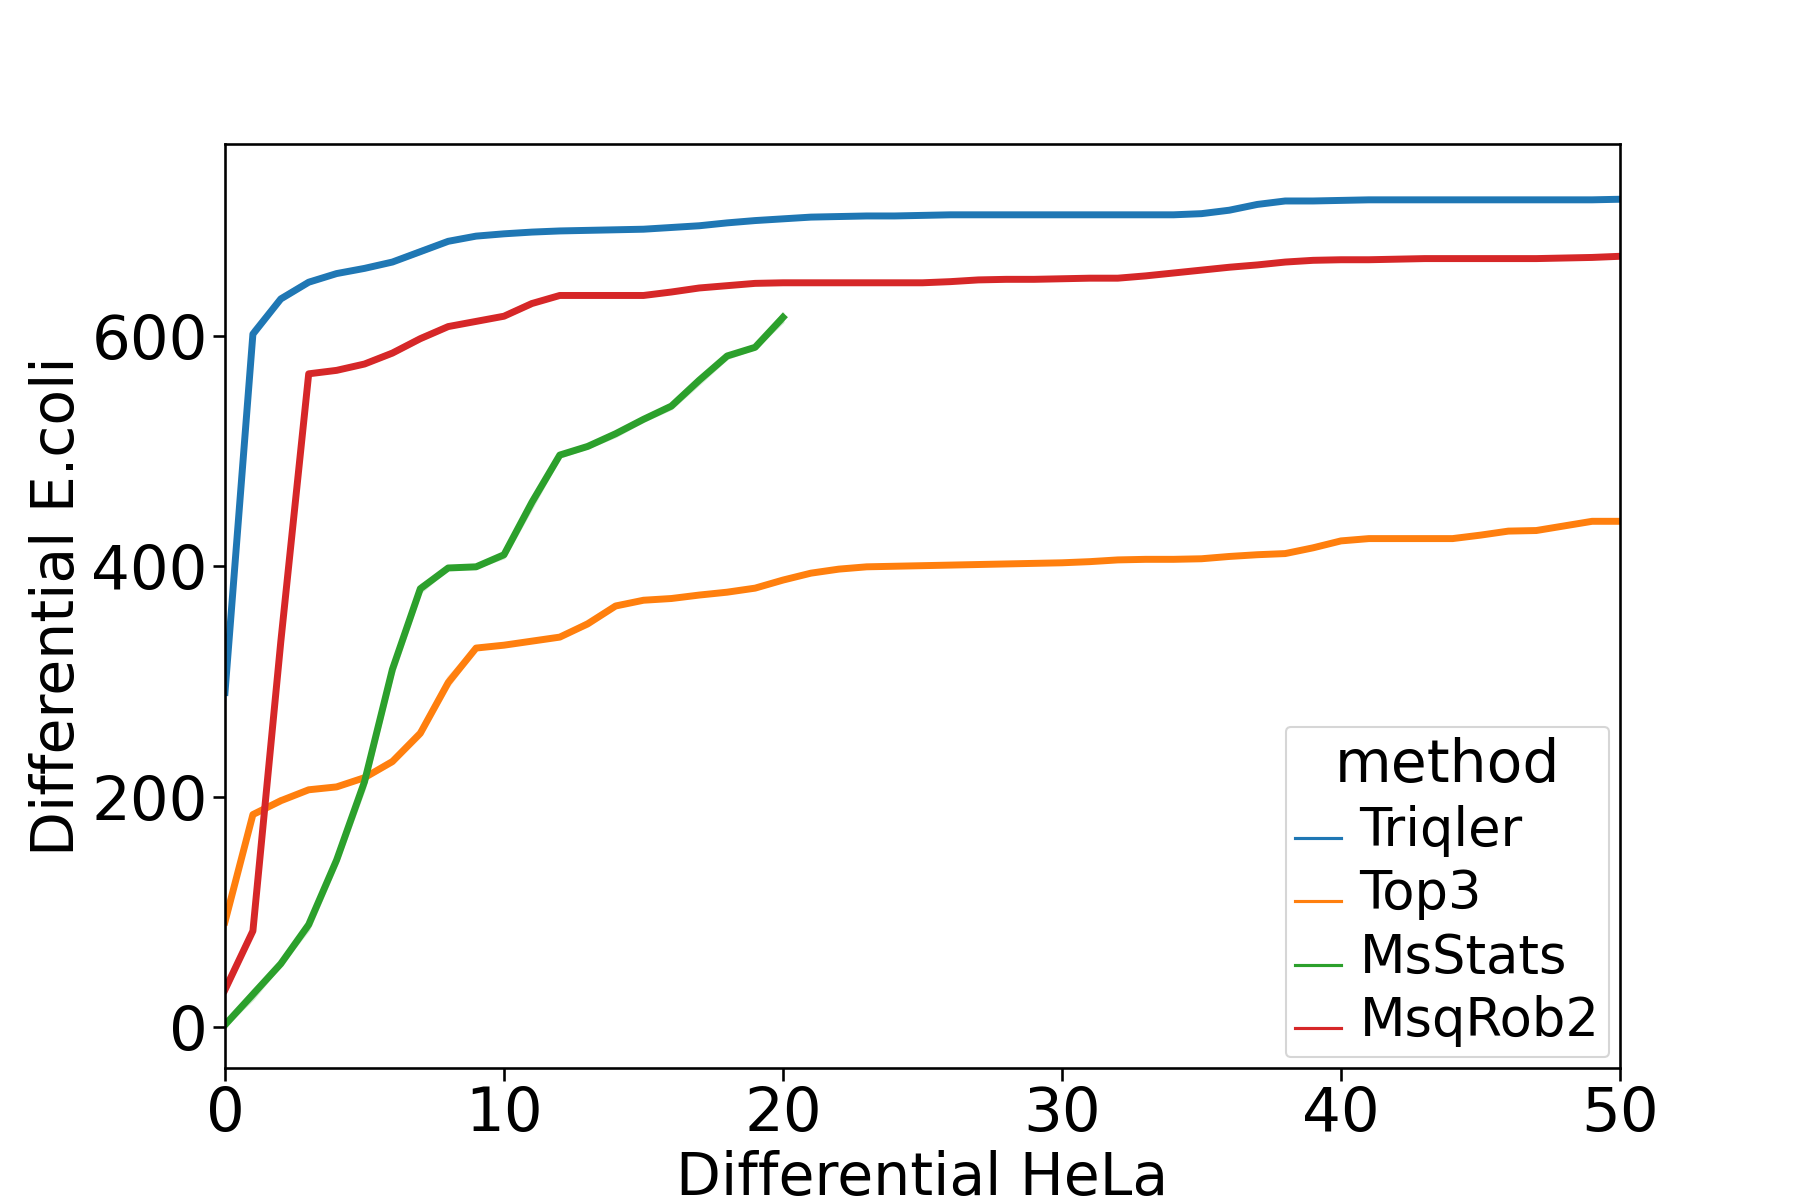 Differential E.coli
600
400
200
0
0 10 20 30 40 50
Differential HeLa
method
Triqler
Top3
MsStats
MsqRob2